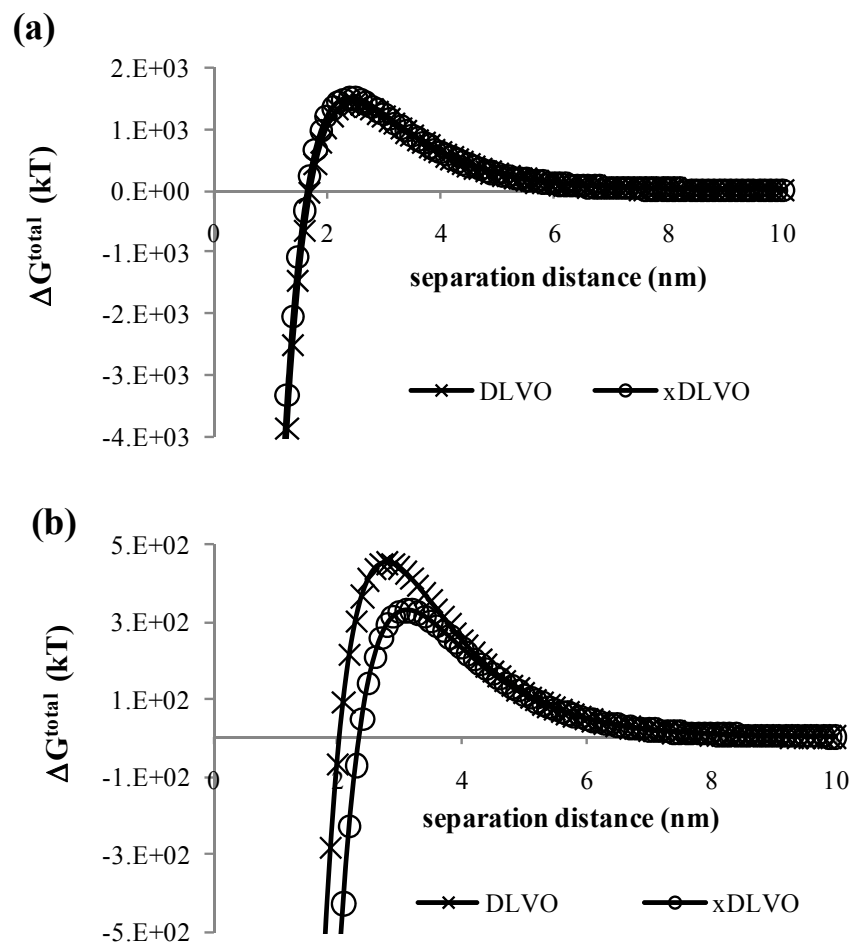 (a)
2.E+03
1.E+03
0.E+00
-1.E+03
-2.E+03
-3.E+03
-4.E+03
0 2 4 6 8 10
ΔG^total (kT)
separation distance (nm)
DLVO xDLVO
(b)
5.E+02
3.E+02
1.E+02
-1.E+02
-3.E+02
-5.E+02
0 2 4 6 8 10
ΔG^total (kT)
separation distance (nm)
DLVO xDLVO